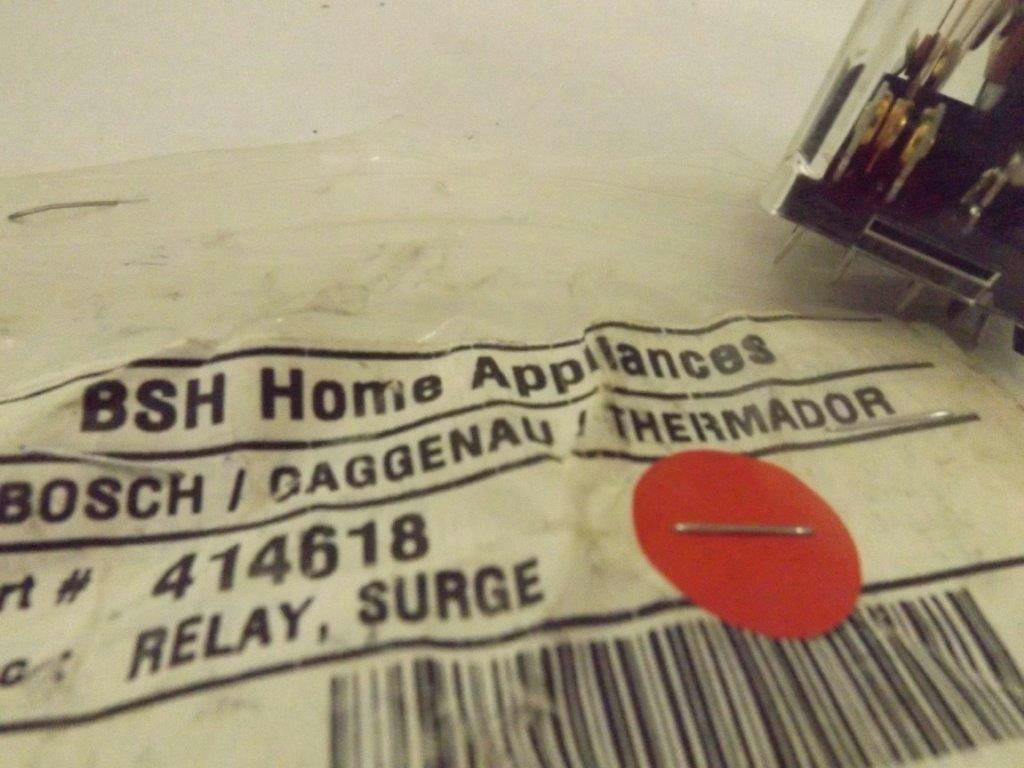 BSH Home Appliances
BOSCH / GAGGENAU / THERMADOR
rt # 414618
c: RELAY, SURGE